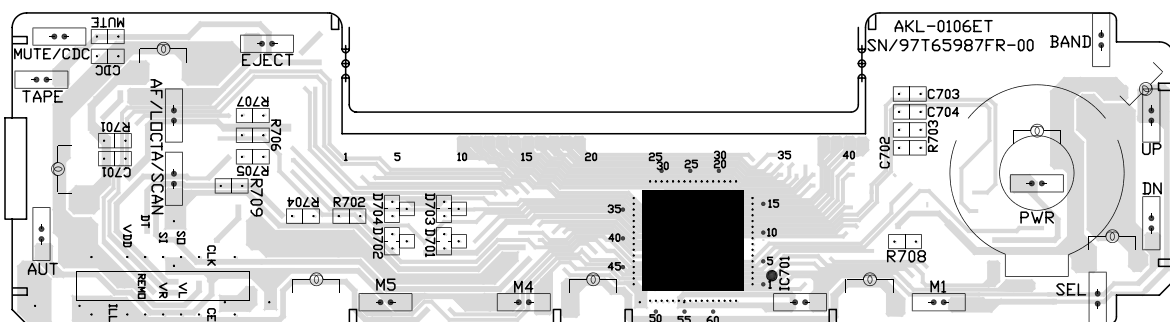 MUTE
MUTE/CDC
CDC
TAPE
AF/LOCTA/SCAN
EJECT
AKL-0106ET
SN/97T65987FR-00
BAND
R707
R706
R705
R709
R701
C701
C703
C704
R703
C702
UP
DN
PWR
1 5 10 15 20 25 30 35 40
30 25 20
R704
R702
D704
D702
D703
D701
35
40
45
15
10
5
1
IC701
50 55 60
R708
AUT
DT
VDD
SI
SD
CLK
REMO
VR
VL
ILL
CE
M5
M4
M1
SEL